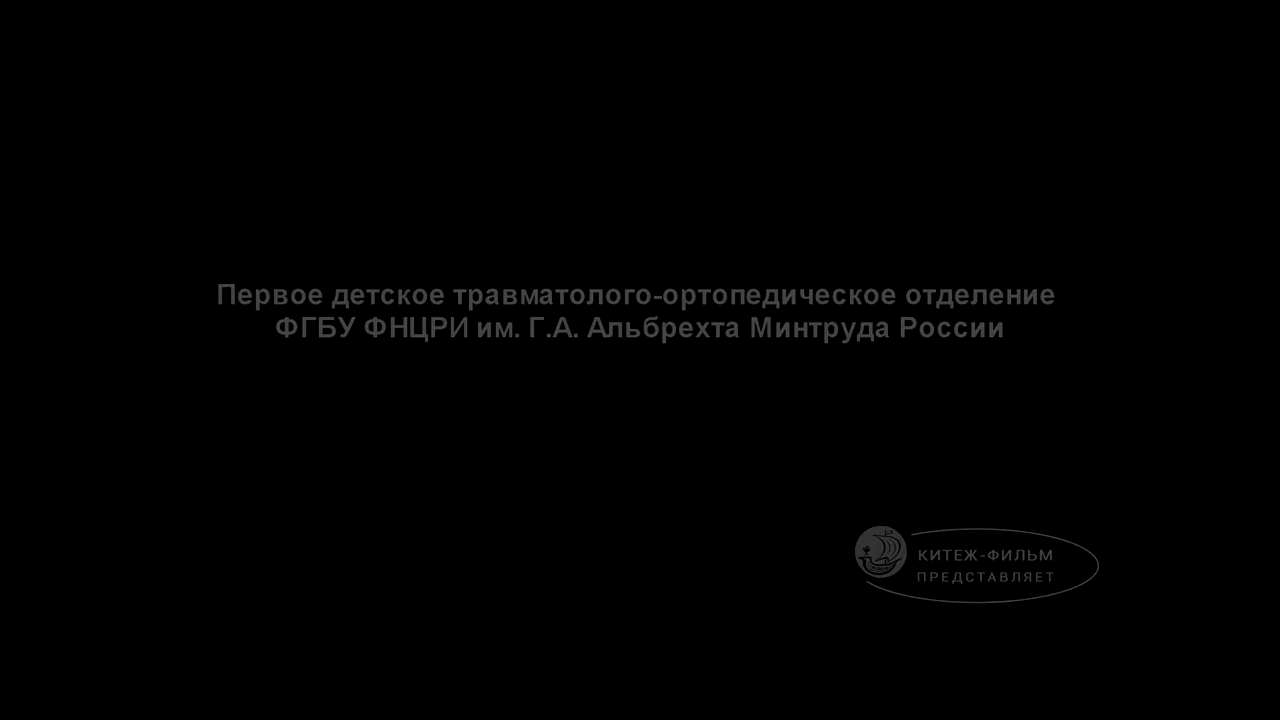 Первое детское травматолого-ортопедическое отделение
ФГБУ ФНЦРИ им. Г.А. Альбрехта Минтруда России
КИТЕЖ-ФИЛЬМ
ПРЕДСТАВЛЯЕТ